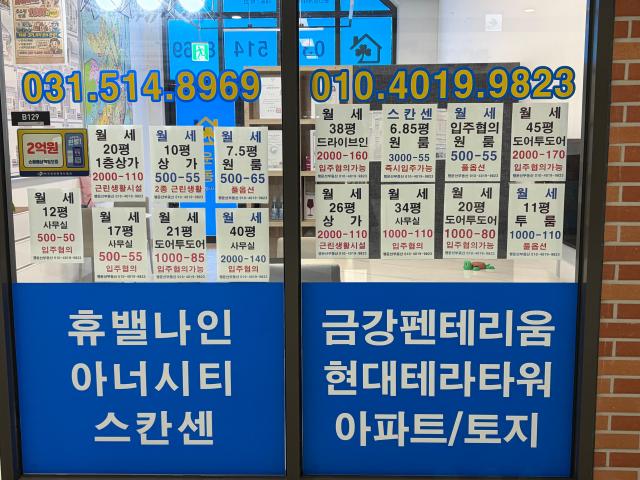 031.514.8969
010.4019.9823
B129
2억원
월 세
20평
1층상가
2000-110
근린생활시설
월 세
10평
상 가
500-55
2종 근린생활
월 세
7.5평
원 룸
500-65
풀옵션
월 세
12평
사무실
500-50
입주협의
월 세
17평
사무실
500-55
입주협의
월 세
21평
도어투도어
1000-85
입주협의가능
월 세
40평
사무실
2000-140
월 세
38평
드라이브인
2000-160
입주협의가능
스칸센
6.85평
원 룸
3000-55
즉시입주가능
월 세
입주협의
원 룸
500-55
풀옵션
월 세
45평
도어투도어
2000-170
입주협의가능
월 세
26평
상 가
2000-110
근린생활시설
월 세
34평
사무실
1000-110
입주협의
월 세
20평
도어투도어
1000-80
입주협의가능
월 세
11평
투 룸
1000-110
풀옵션
휴밸나인
아너시티
스칸센
금강펜테리움
현대테라타워
아파트/토지